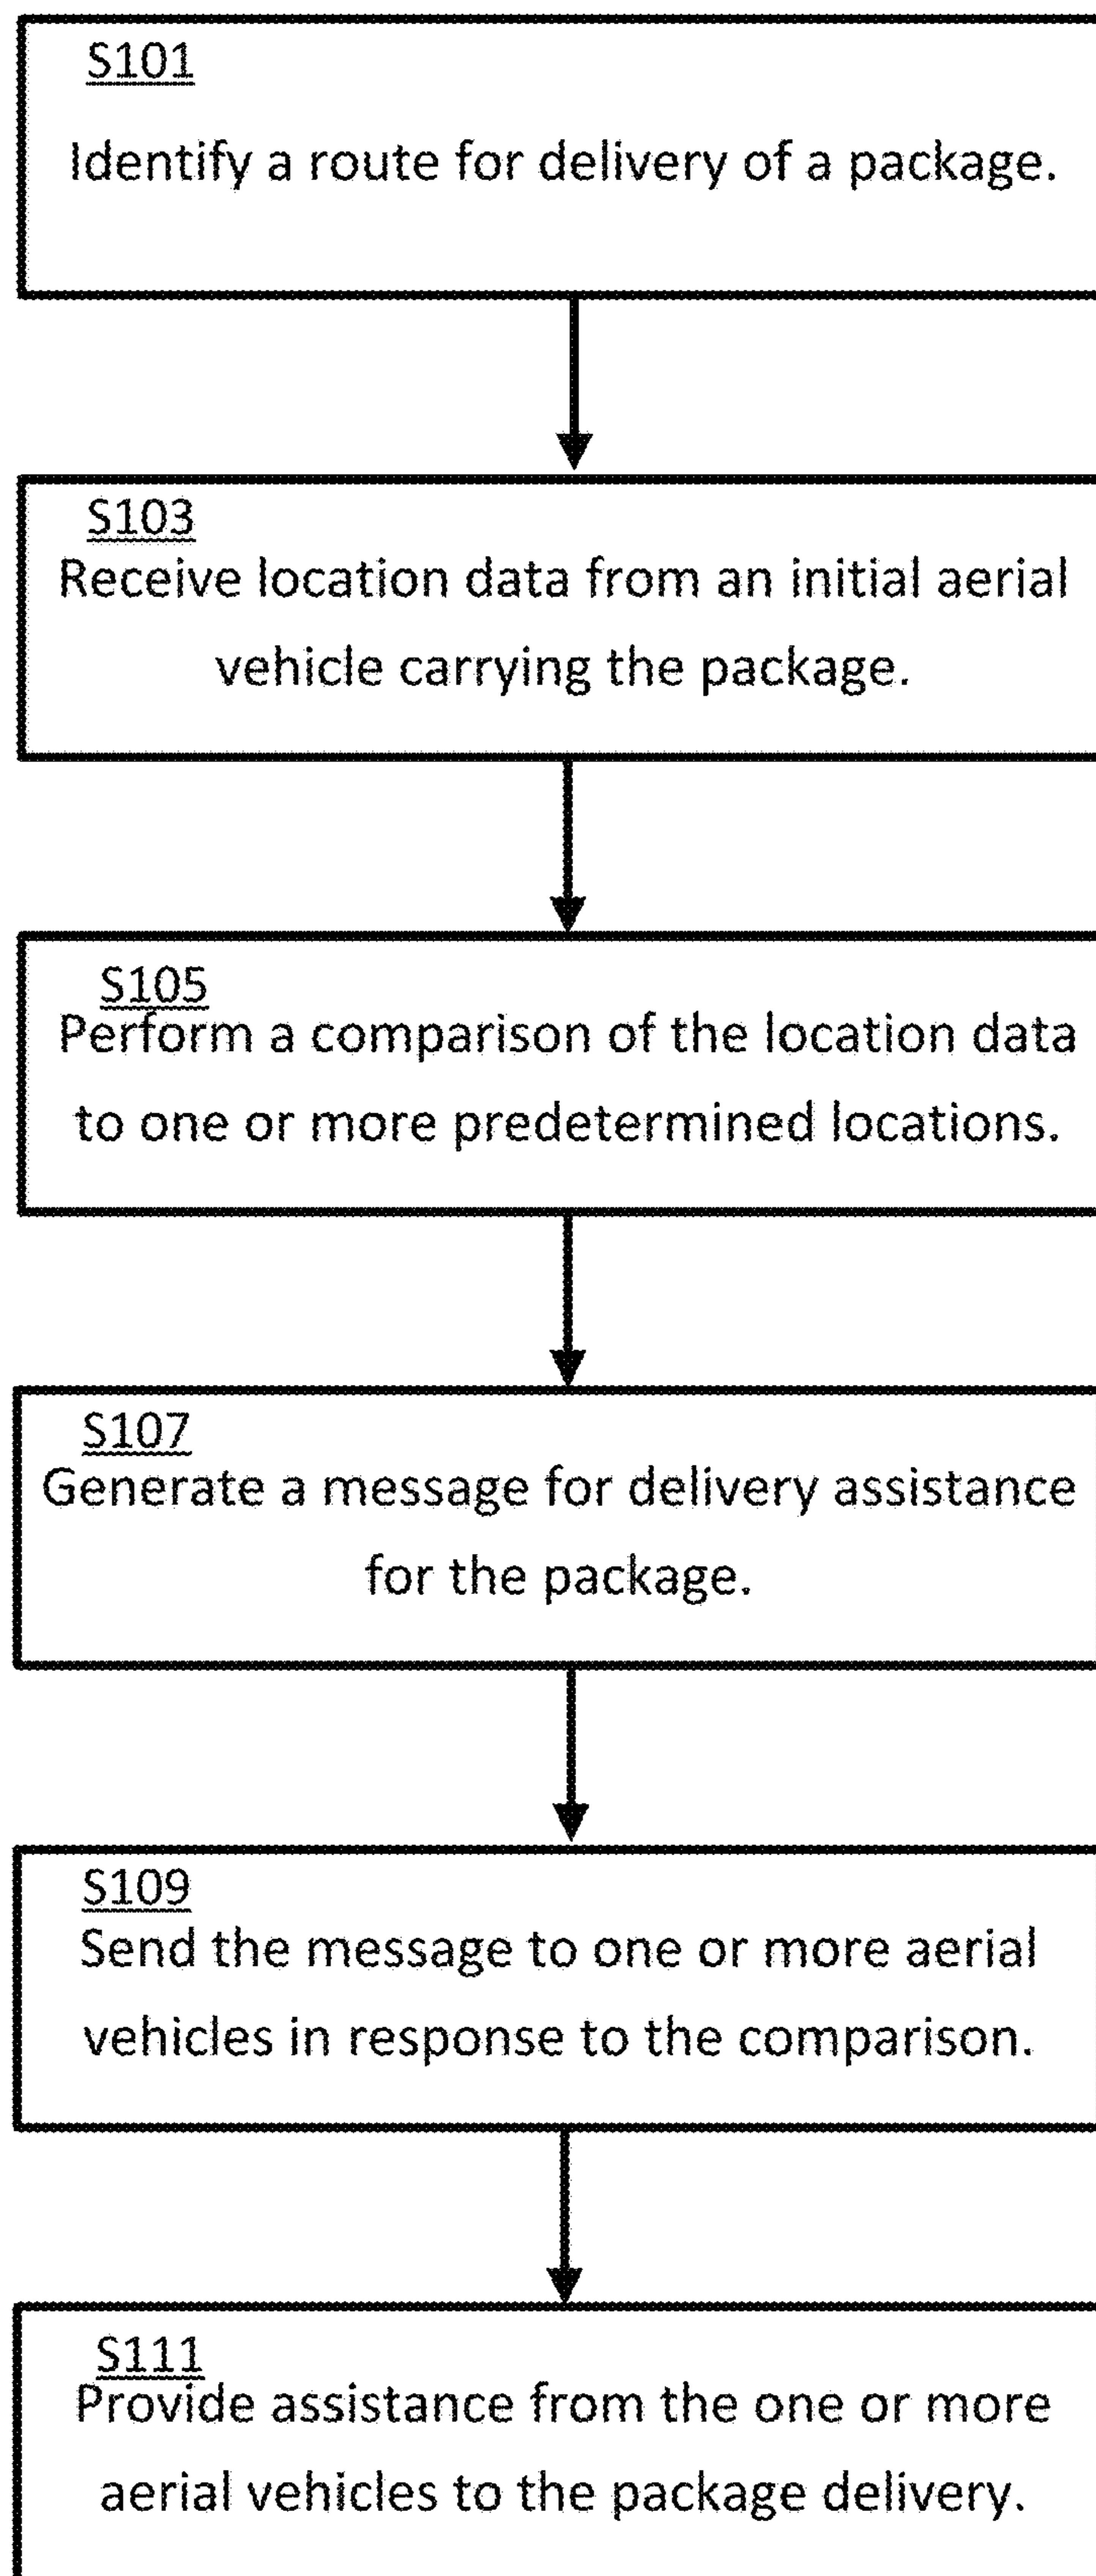 S101
Identify a route for delivery of a package.
S103
Receive location data from an initial aerial
vehicle carrying the package.
S105
Perform a comparison of the location data
to one or more predetermined locations.
S107
Generate a message for delivery assistance
for the package.
S109
Send the message to one or more aerial
vehicles in response to the comparison.
S111
Provide assistance from the one or more
aerial vehicles to the package delivery.